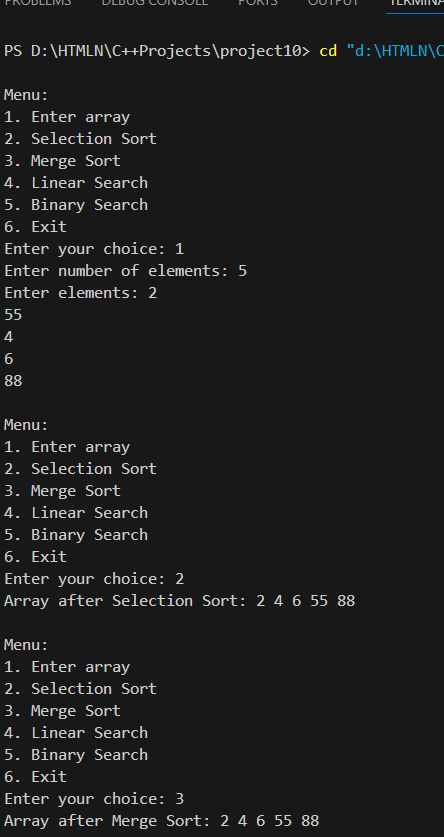 PROBLEMS DEBUG CONSOLE PORTS OUTPUT
PS D:\HTMLN\C++Projects\project10> cd "d:\HTMLN\C
Menu:
1. Enter array
2. Selection Sort
3. Merge Sort
4. Linear Search
5. Binary Search
6. Exit
Enter your choice: 1
Enter number of elements: 5
Enter elements: 2
55
4
6
88
Menu:
1. Enter array
2. Selection Sort
3. Merge Sort
4. Linear Search
5. Binary Search
6. Exit
Enter your choice: 2
Array after Selection Sort: 2 4 6 55 88
Menu:
1. Enter array
2. Selection Sort
3. Merge Sort
4. Linear Search
5. Binary Search
6. Exit
Enter your choice: 3
Array after Merge Sort: 2 4 6 55 88